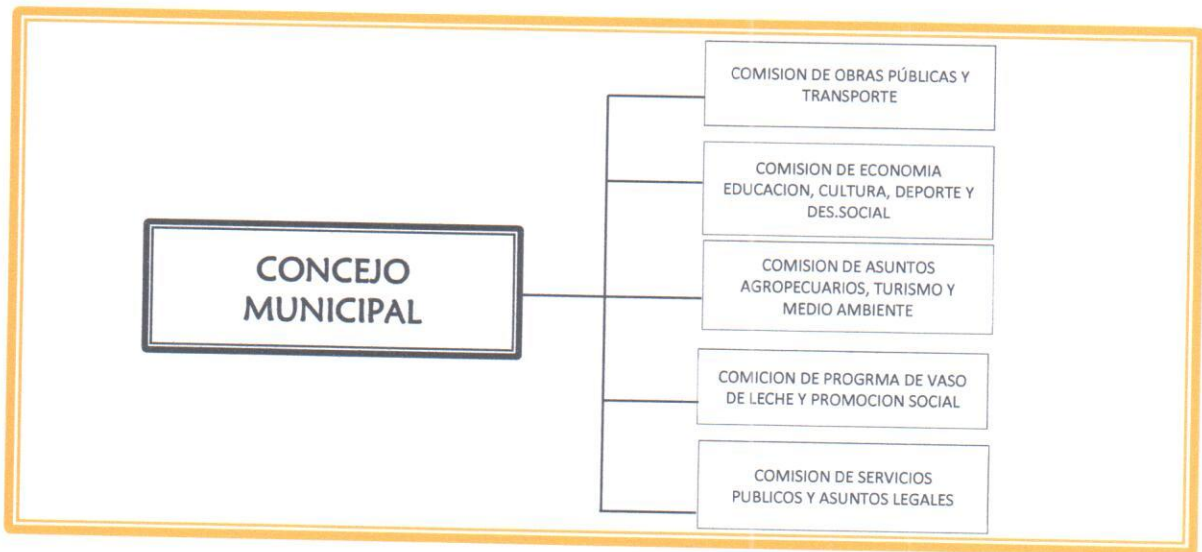 CONCEJO
MUNICIPAL
COMISION DE OBRAS PÚBLICAS Y
TRANSPORTE
COMISION DE ECONOMIA
EDUCACION, CULTURA, DEPORTE Y
DES.SOCIAL
COMISION DE ASUNTOS
AGROPECUARIOS, TURISMO Y
MEDIO AMBIENTE
COMICION DE PROGRMA DE VASO
DE LECHE Y PROMOCION SOCIAL
COMISION DE SERVICIOS
PUBLICOS Y ASUNTOS LEGALES